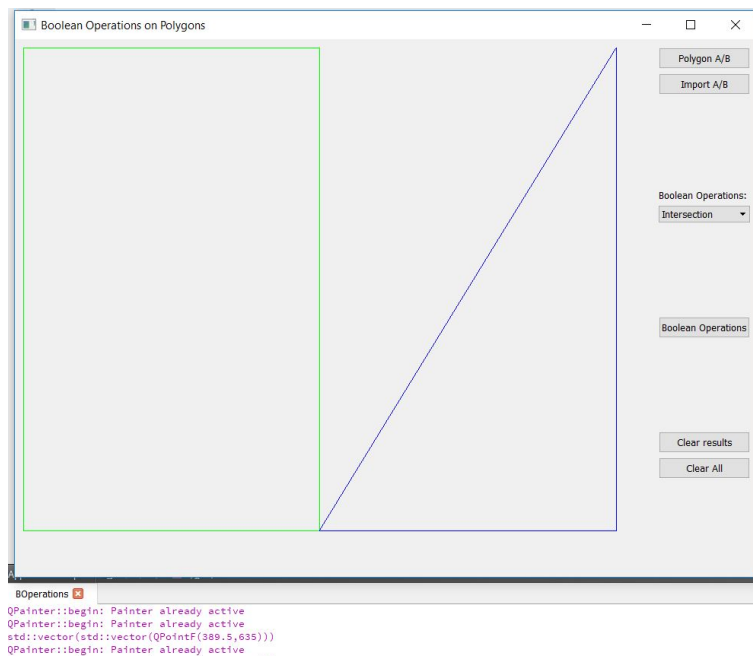 Boolean Operations on Polygons
Polygon A/B
Import A/B
Boolean Operations:
Intersection
Boolean Operations
Clear results
Clear All
BOperations
QPainter::begin: Painter already active
QPainter::begin: Painter already active
std::vector(std::vector(QPointF(389.5,635)))
QPainter::begin: Painter already active